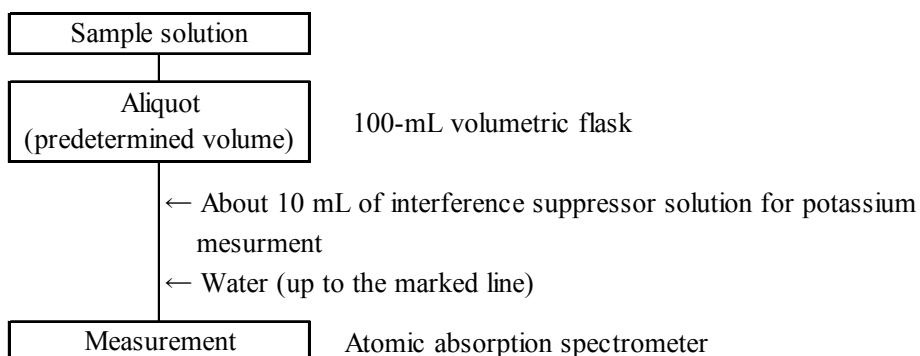 Sample solution
Aliquot
(predetermined volume)
100-mL volumetric flask
← About 10 mL of interference suppressor solution for potassium
mesurment
← Water (up to the marked line)
Measurement
Atomic absorption spectrometer